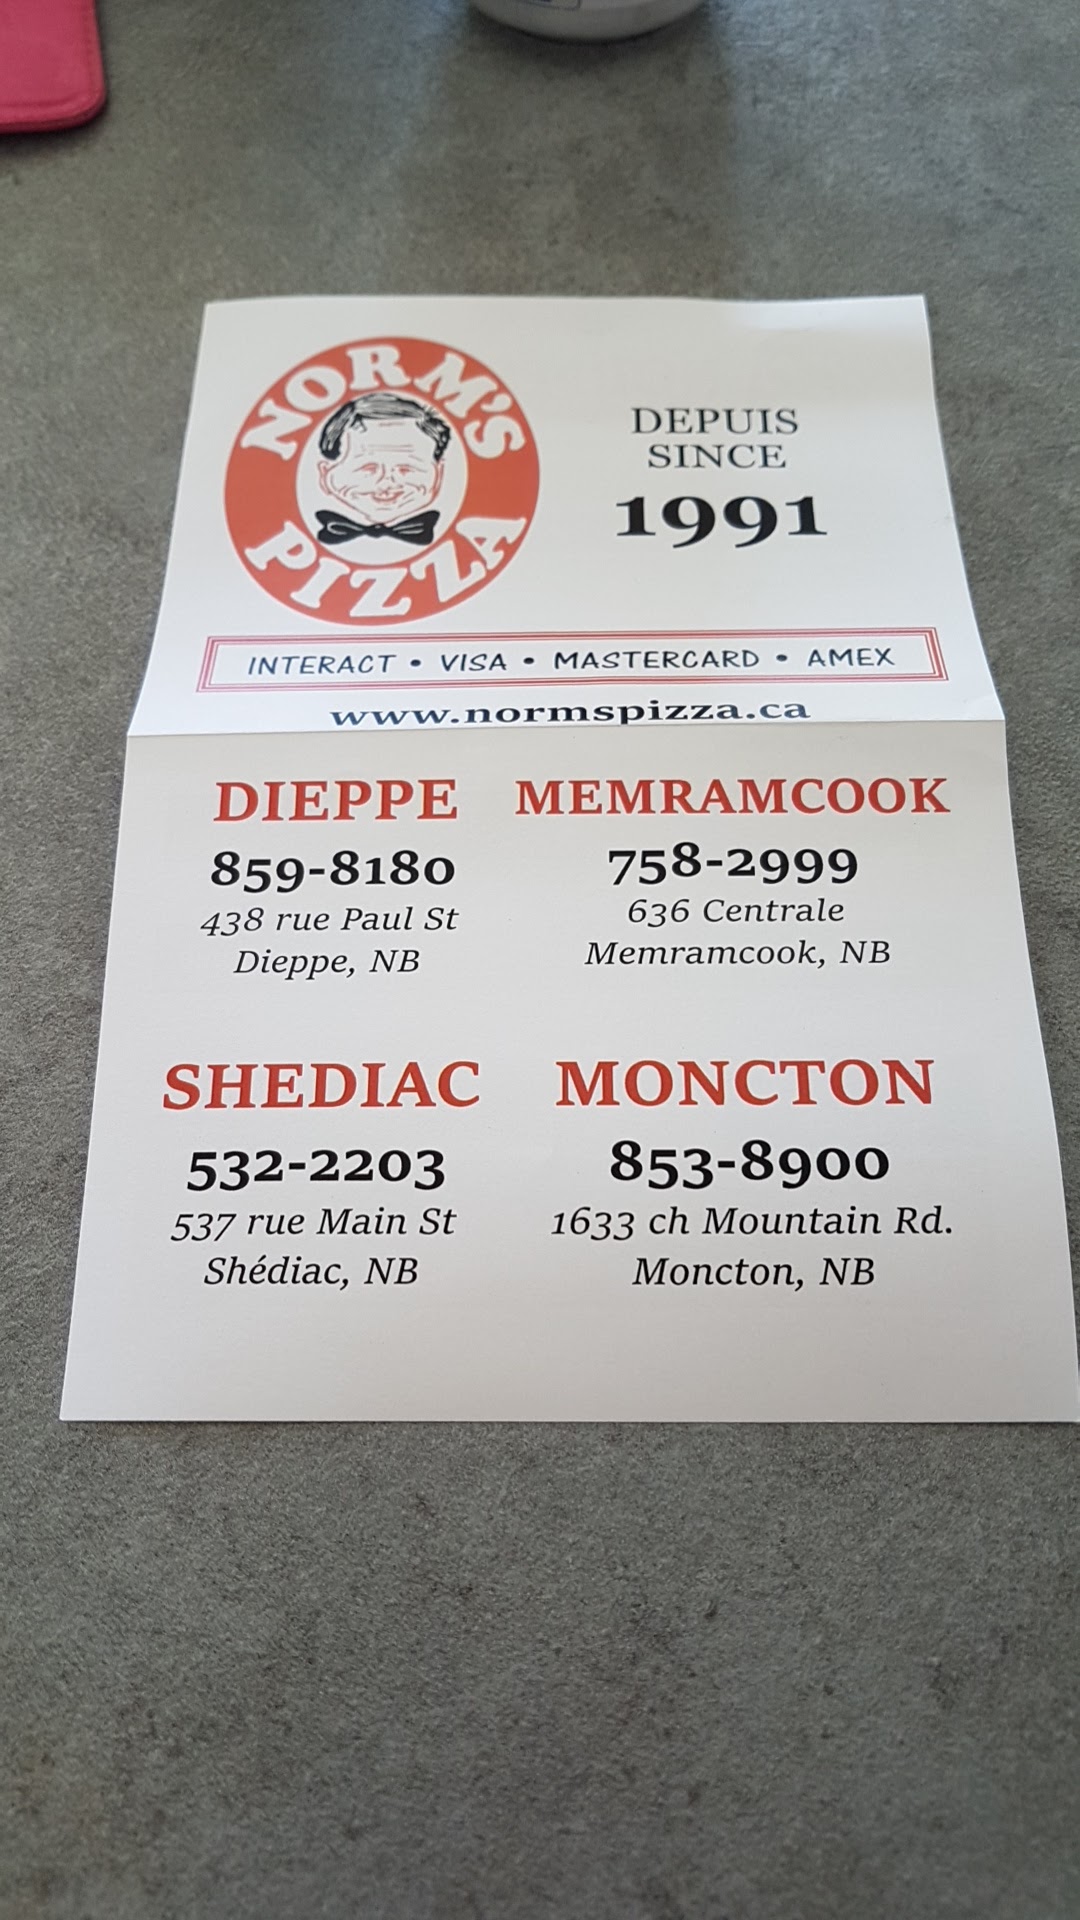 NORM'S
PIZZA
DEPUIS
SINCE
1991
INTERACT • VISA • MASTERCARD • AMEX
www.normspizza.ca
DIEPPE
859-8180
438 rue Paul St
Dieppe, NB
MEMRAMCOOK
758-2999
636 Centrale
Memramcook, NB
SHEDIAC
532-2203
537 rue Main St
Shédiac, NB
MONCTON
853-8900
1633 ch Mountain Rd.
Moncton, NB